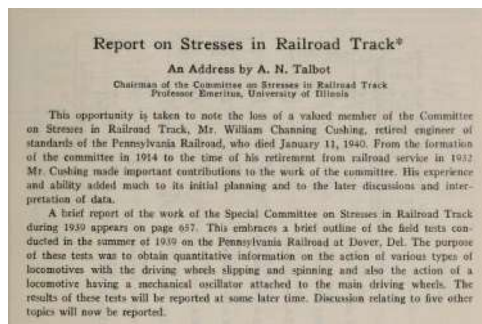 Report on Stresses in Railroad Track*
An Address by A. N. Talbot
Chairman of the Committee on Stresses in Railroad Track
Professor Emeritus, University of Illinois
This opportunity is taken to note the loss of a valued member of the Committee
on Stresses in Railroad Track, Mr. William Channing Cushing, retired engineer of
standards of the Pennsylvania Railroad, who died January 11, 1940. From the formation
of the committee in 1914 to the time of his retirement from railroad service in 1932
Mr. Cushing made important contributions to the work of the committee. His experience
and ability added much to its initial planning and to the later discussions and inter-
pretation of data.
A brief report of the work of the Special Committee on Stresses in Railroad Track
during 1939 appears on page 657. This embraces a brief outline of the field tests con-
ducted in the summer of 1939 on the Pennsylvania Railroad at Dover, Del. The purpose
of these tests was to obtain quantitative information on the action of various types of
locomotives with the driving wheels slipping and spinning and also the action of a
locomotive having a mechanical oscillator attached to the main driving wheels. The
results of these tests will be reported at some later time. Discussion relating to five other
topics will now be reported.